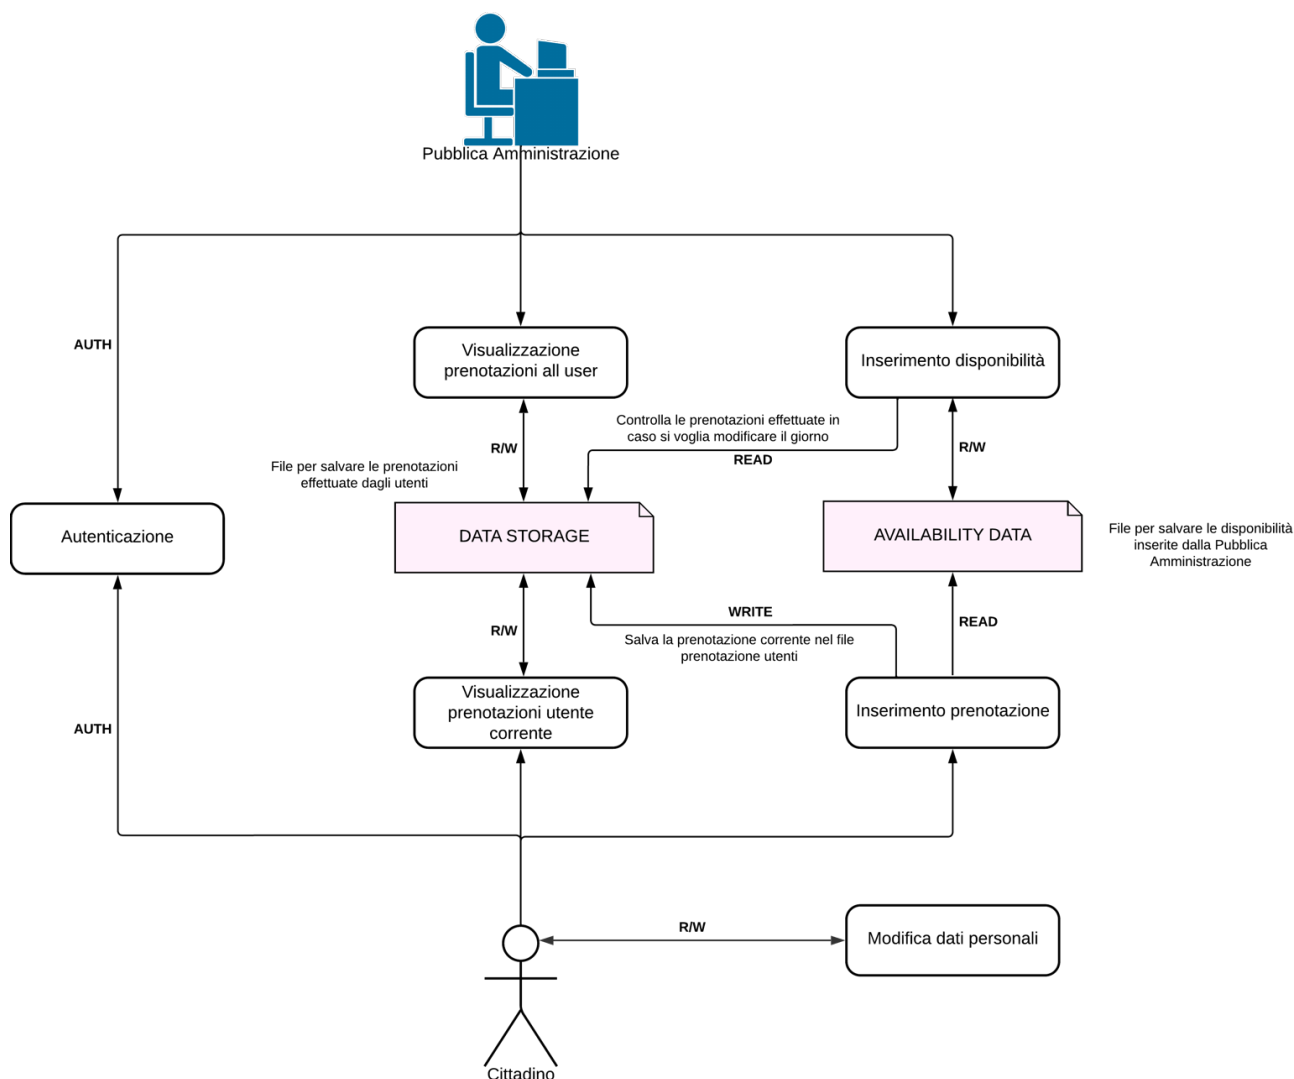 Pubblica Amministrazione
AUTH
Visualizzazione
prenotazioni all user
Inserimento disponibilità
Controlla le prenotazioni effettuate in
caso si voglia modificare il giorno
READ
R/W
R/W
File per salvare le prenotazioni
effettuate dagli utenti
Autenticazione
DATA STORAGE
AVAILABILITY DATA
File per salvare le disponibilità
inserite dalla Pubblica
Amministrazione
R/W
WRITE
Salva la prenotazione corrente nel file
prenotazione utenti
READ
AUTH
Visualizzazione
prenotazioni utente
corrente
Inserimento prenotazione
R/W
Modifica dati personali
Cittadino